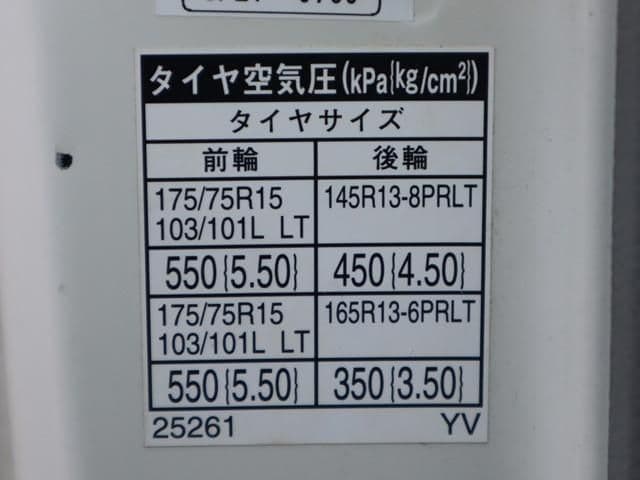 タイヤ空気圧(kPa{kg/cm²})
タイヤサイズ
前輪 後輪
175/75R15 145R13-8PRLT
103/101L LT
550{5.50} 450{4.50}
175/75R15 165R13-6PRLT
103/101L LT
550{5.50} 350{3.50}
25261 YV